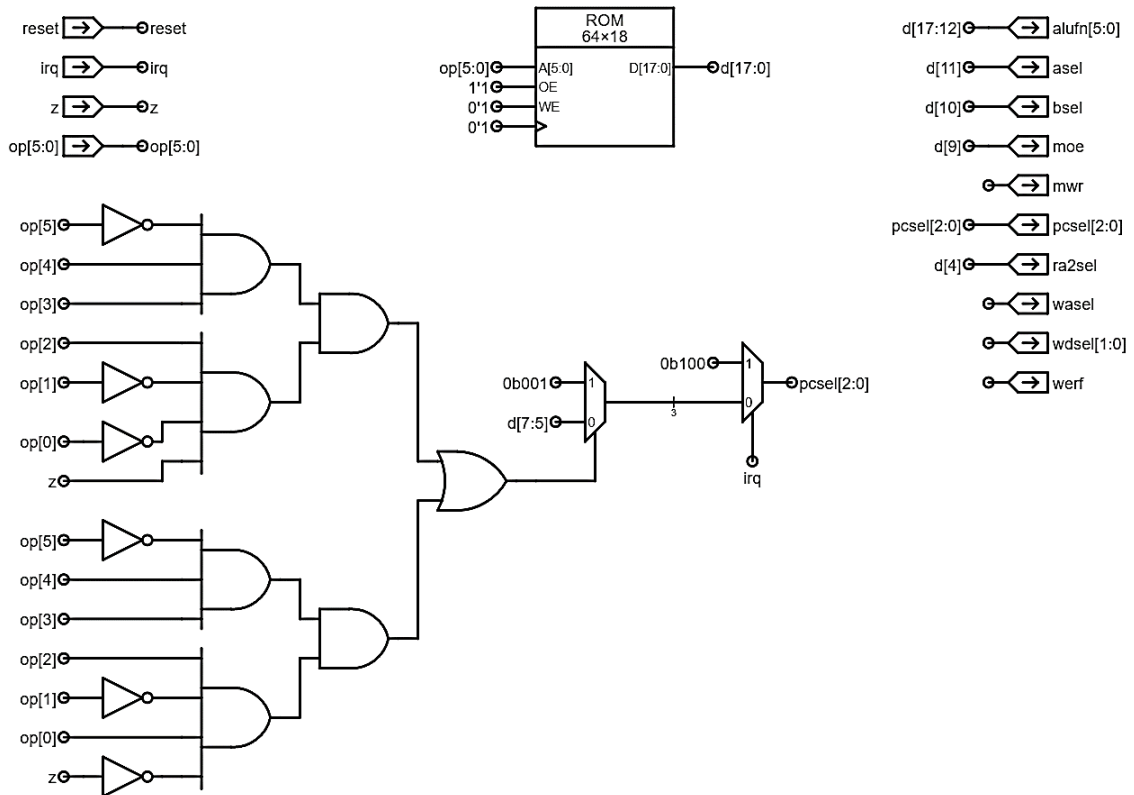 reset reset
irq irq
z z
op[5:0] op[5:0]
ROM
64×18
op[5:0] A[5:0] D[17:0] d[17:0]
1'1 OE
0'1 WE
0'1
d[17:12] alufn[5:0]
d[11] asel
d[10] bsel
d[9] moe
mwr
pcsel[2:0] pcsel[2:0]
d[4] ra2sel
wasel
wdsel[1:0]
werf
op[5]
op[4]
op[3]
op[2]
op[1]
op[0]
z
op[5]
op[4]
op[3]
op[2]
op[1]
op[0]
z
0b001 1
d[7:5] 0
3
0b100 1
0
pcsel[2:0]
irq